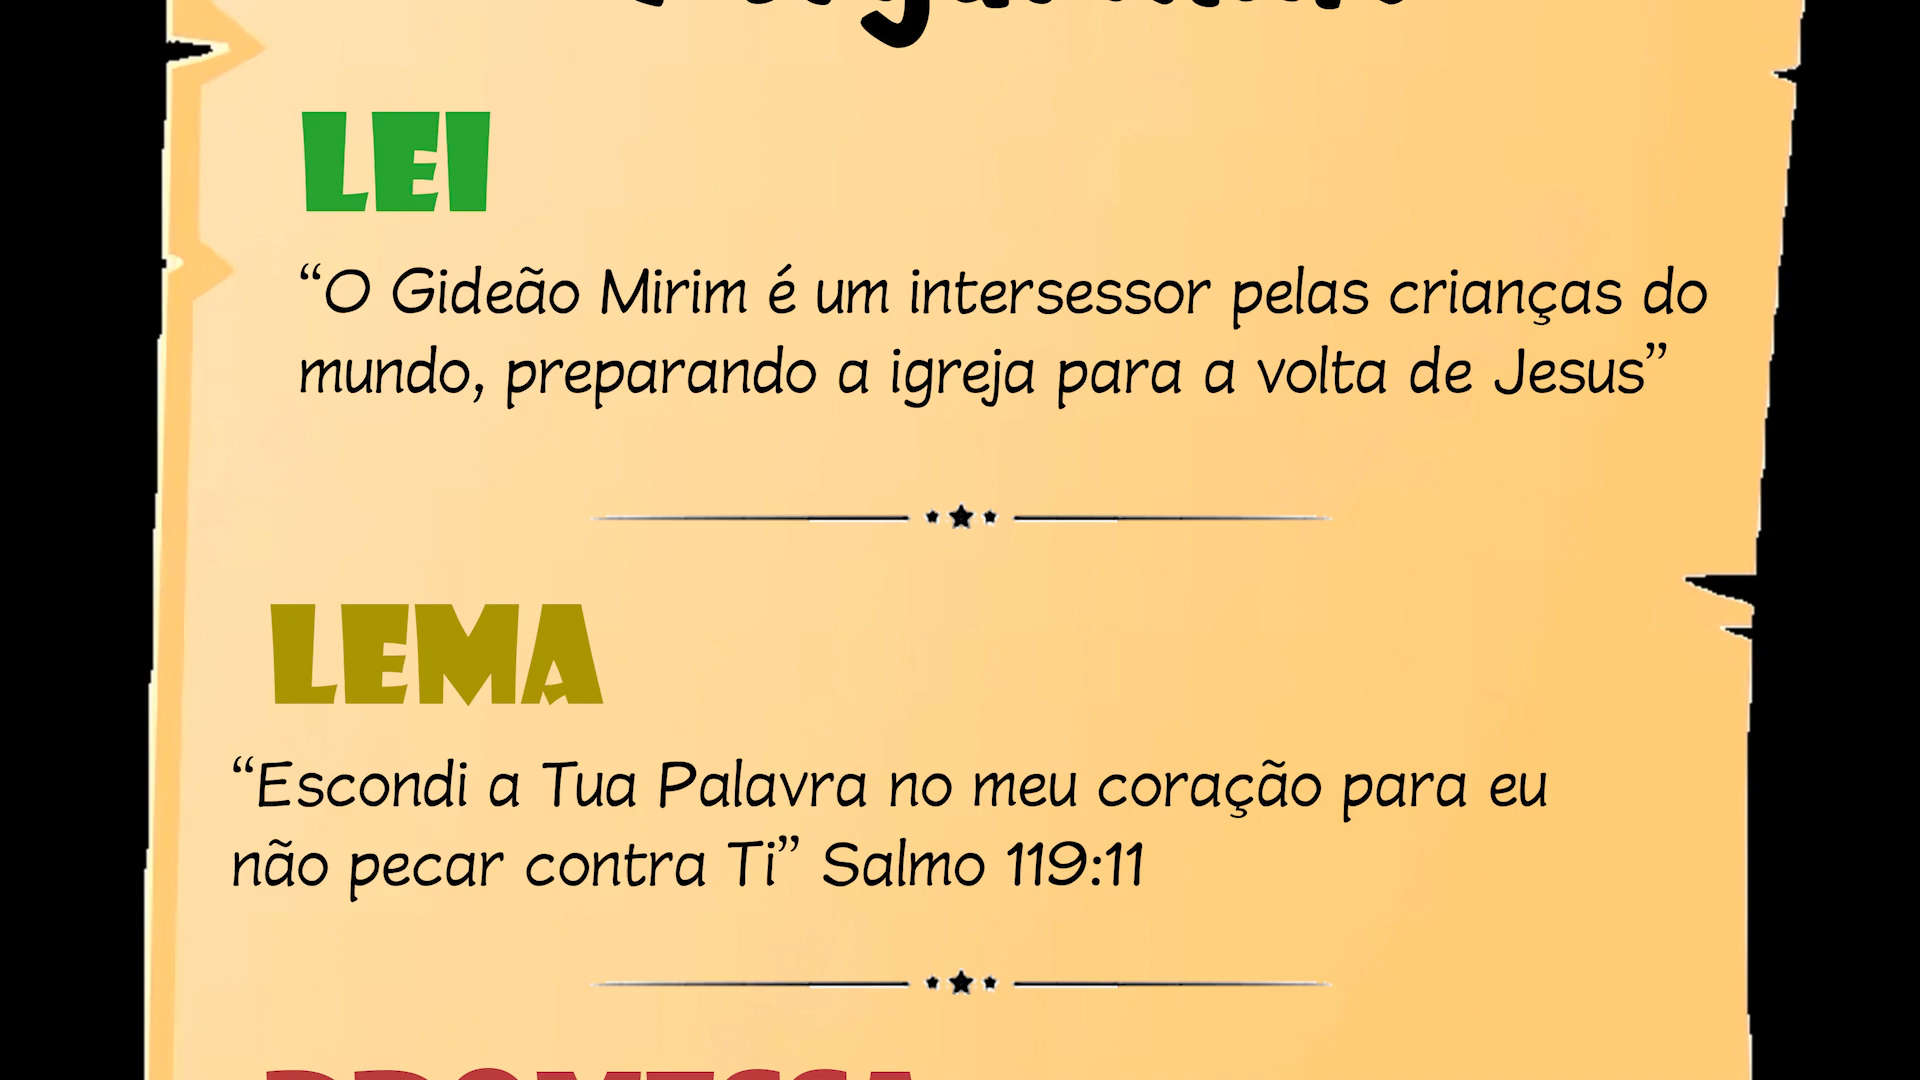 LEI
“O Gideão Mirim é um intersessor pelas crianças do
mundo, preparando a igreja para a volta de Jesus”
LEMA
“Escondi a Tua Palavra no meu coração para eu
não pecar contra Ti” Salmo 119:11
PROMESSA